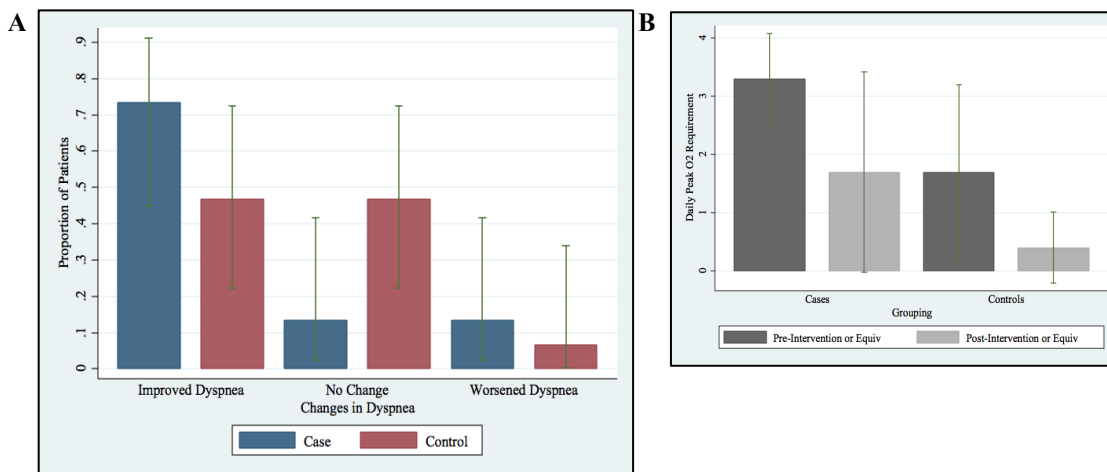 A
Proportion of Patients
.9
.8
.7
.6
.5
.4
.3
.2
.1
0
Improved Dyspnea
No Change
Worsened Dyspnea
Changes in Dyspnea
Case
Control
B
Daily Peak O2 Requirement
4
3
2
1
0
Cases
Controls
Grouping
Pre-Intervention or Equiv
Post-Intervention or Equiv